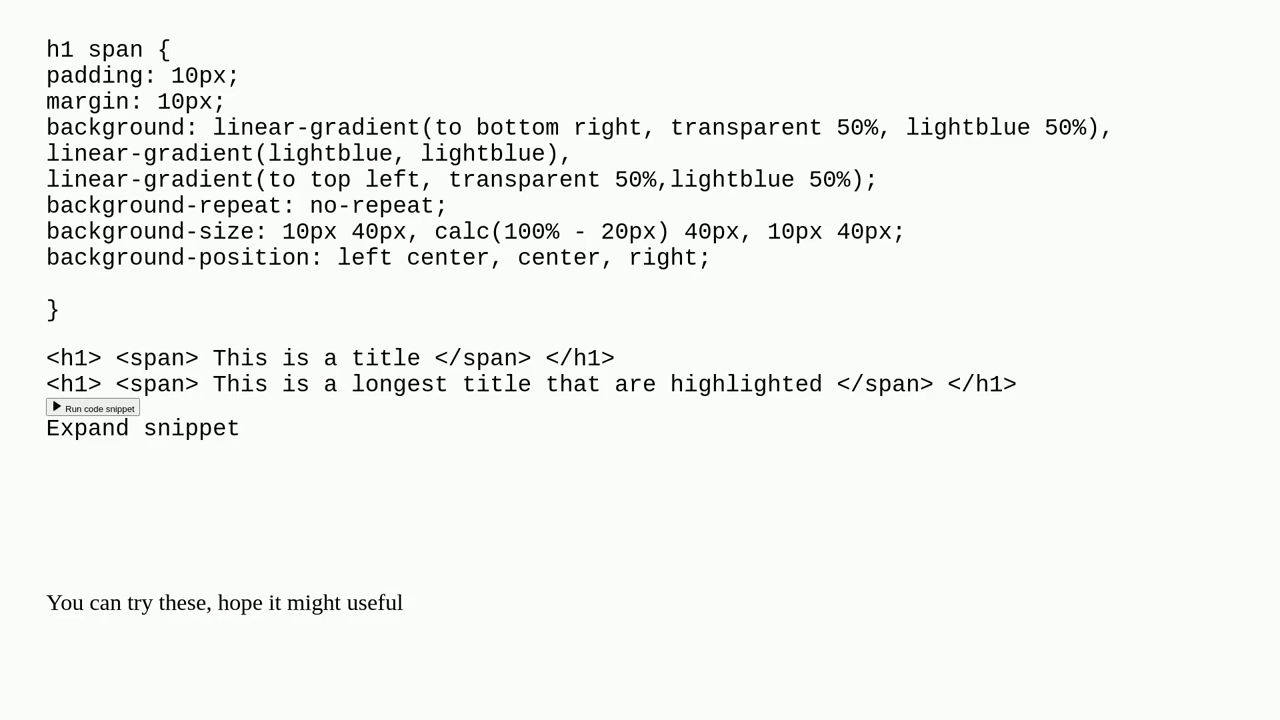 h1 span {
padding: 10px;
margin: 10px;
background: linear-gradient(to bottom right, transparent 50%, lightblue 50%),
linear-gradient(lightblue, lightblue),
linear-gradient(to top left, transparent 50%,lightblue 50%);
background-repeat: no-repeat;
background-size: 10px 40px, calc(100% - 20px) 40px, 10px 40px;
background-position: left center, center, right;
}
<h1> <span> This is a title </span> </h1>
<h1> <span> This is a longest title that are highlighted </span> </h1>
Run code snippet
Expand snippet
You can try these, hope it might useful